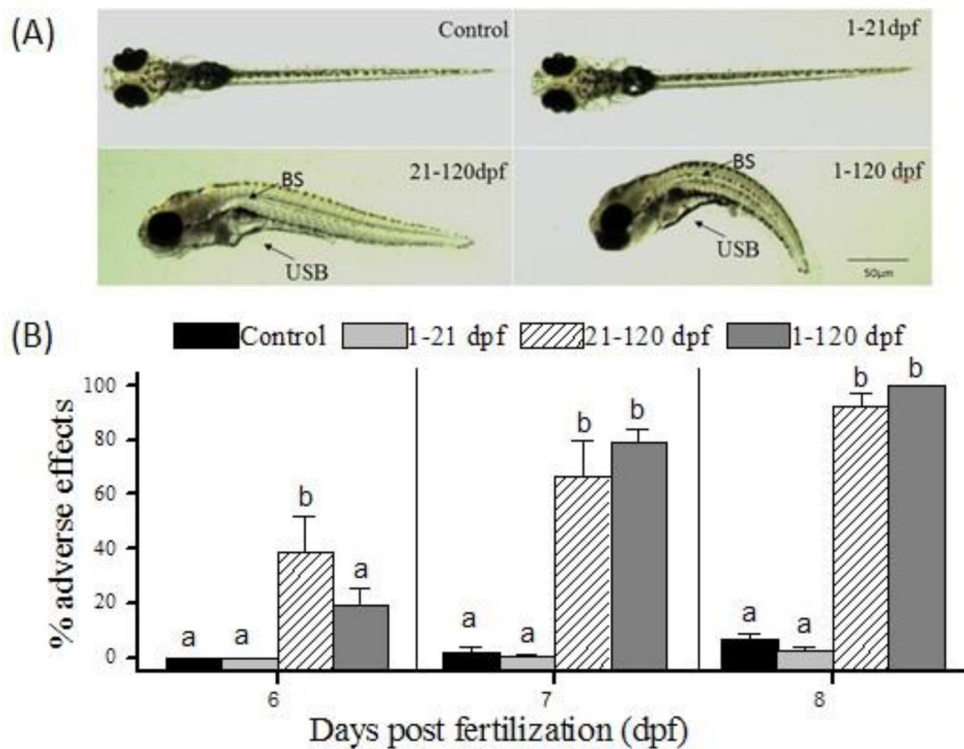 (A)
Control
1-21dpf
21-120dpf
BS
USB
1-120 dpf
BS
USB
50µm
(B)
Control 1-21 dpf 21-120 dpf 1-120 dpf
% adverse effects
100
80
60
40
20
0
a a b a
a a b b
a a b b
6 7 8
Days post fertilization (dpf)